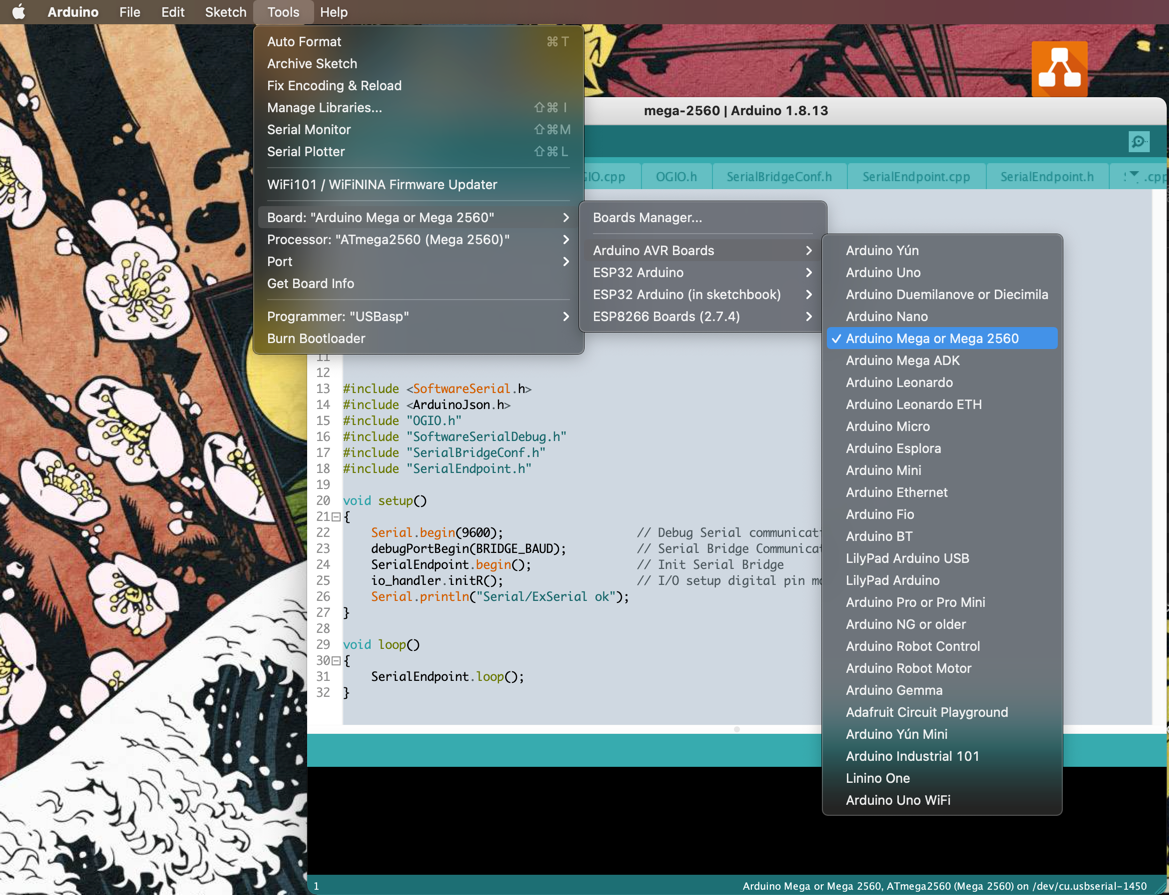 Arduino File Edit Sketch Tools Help
Auto Format ⌘T
Archive Sketch
Fix Encoding & Reload
Manage Libraries... ⇧⌘I
Serial Monitor ⇧⌘M
Serial Plotter ⇧⌘L
WiFi101 / WiFiNINA Firmware Updater
Board: "Arduino Mega or Mega 2560"
Processor: "ATmega2560 (Mega 2560)"
Port
Get Board Info
Programmer: "USBasp"
Burn Bootloader
mega-2560 | Arduino 1.8.13
GIO.cpp OGIO.h SerialBridgeConf.h SerialEndpoint.cpp SerialEndpoint.h
Boards Manager...
Arduino AVR Boards
ESP32 Arduino
ESP32 Arduino (in sketchbook)
ESP8266 Boards (2.7.4)
Arduino Yún
Arduino Uno
Arduino Duemilanove or Diecimila
Arduino Nano
✓ Arduino Mega or Mega 2560
Arduino Mega ADK
Arduino Leonardo
Arduino Leonardo ETH
Arduino Micro
Arduino Esplora
Arduino Mini
Arduino Ethernet
Arduino Fio
Arduino BT
LilyPad Arduino USB
LilyPad Arduino
Arduino Pro or Pro Mini
Arduino NG or older
Arduino Robot Control
Arduino Robot Motor
Arduino Gemma
Adafruit Circuit Playground
Arduino Yún Mini
Arduino Industrial 101
Linino One
Arduino Uno WiFi
11
12
13 #include <SoftwareSerial.h>
14 #include <ArduinoJson.h>
15 #include "OGIO.h"
16 #include "SoftwareSerialDebug.h"
17 #include "SerialBridgeConf.h"
18 #include "SerialEndpoint.h"
19
20 void setup()
21 {
22 Serial.begin(9600); // Debug Serial communicati
23 debugPortBegin(BRIDGE_BAUD); // Serial Bridge Communicat
24 SerialEndpoint.begin(); // Init Serial Bridge
25 io_handler.initR(); // I/O setup digital pin mo
26 Serial.println("Serial/ExSerial ok");
27 }
28
29 void loop()
30 {
31 SerialEndpoint.loop();
32 }
1 Arduino Mega or Mega 2560, ATmega2560 (Mega 2560) on /dev/cu.usbserial-1450